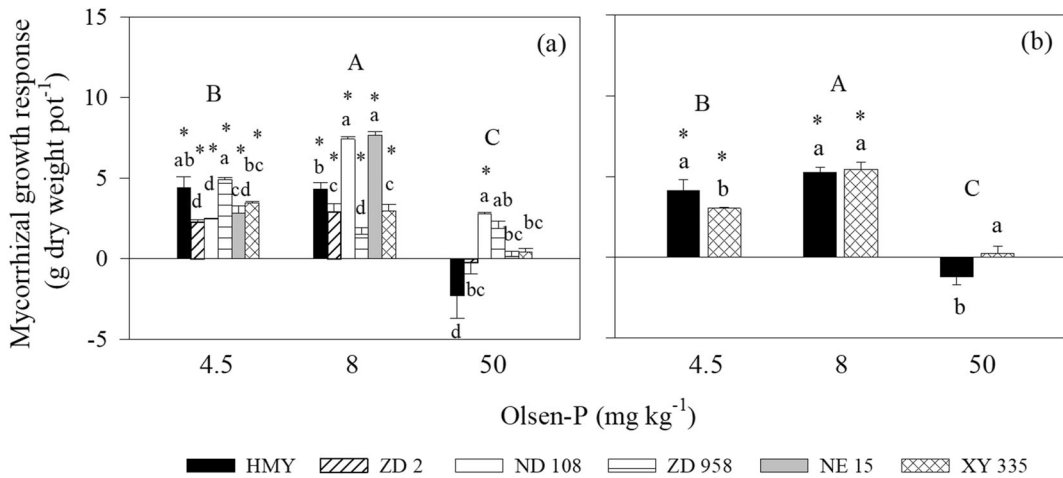 15
(a)
(b)
A
A
10
B
B
C
C
* * * * * *
* * * * * *
*
* *
* *
ab d d a cd bc
b c a d a c
d bc a ab bc bc
a b
a a
b a
5
0
-5
4.5 8 50
4.5 8 50
Mycorrhizal growth response
(g dry weight pot-1)
Olsen-P (mg kg-1)
HMY ZD 2 ND 108 ZD 958 NE 15 XY 335